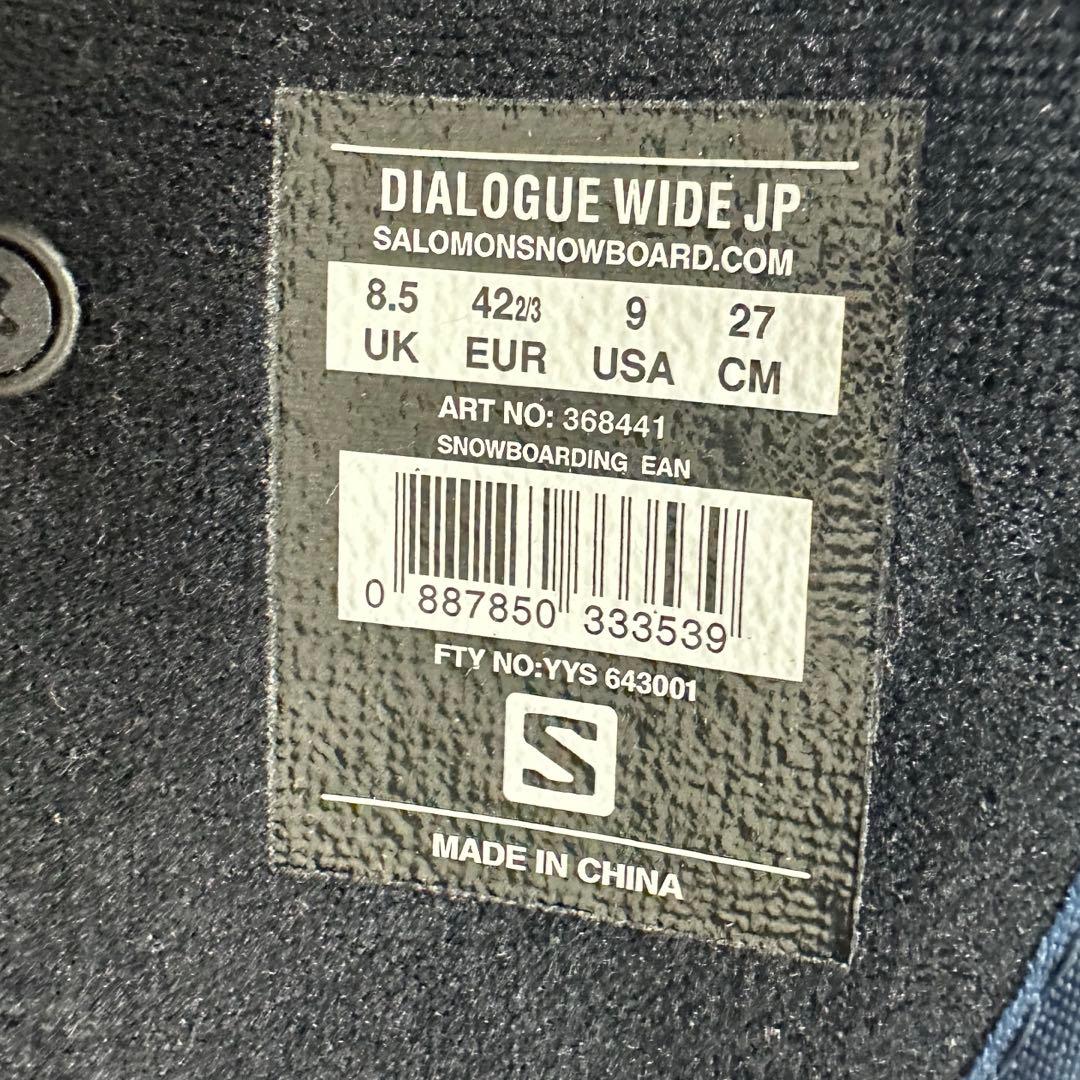 DIALOGUE WIDE JP
SALOMONSNOWBOARD.COM
8.5 42 2/3 9 27
UK EUR USA CM
ART NO: 368441
SNOWBOARDING EAN
0 887850 333539
FTY NO:YYS 643001
S
MADE IN CHINA